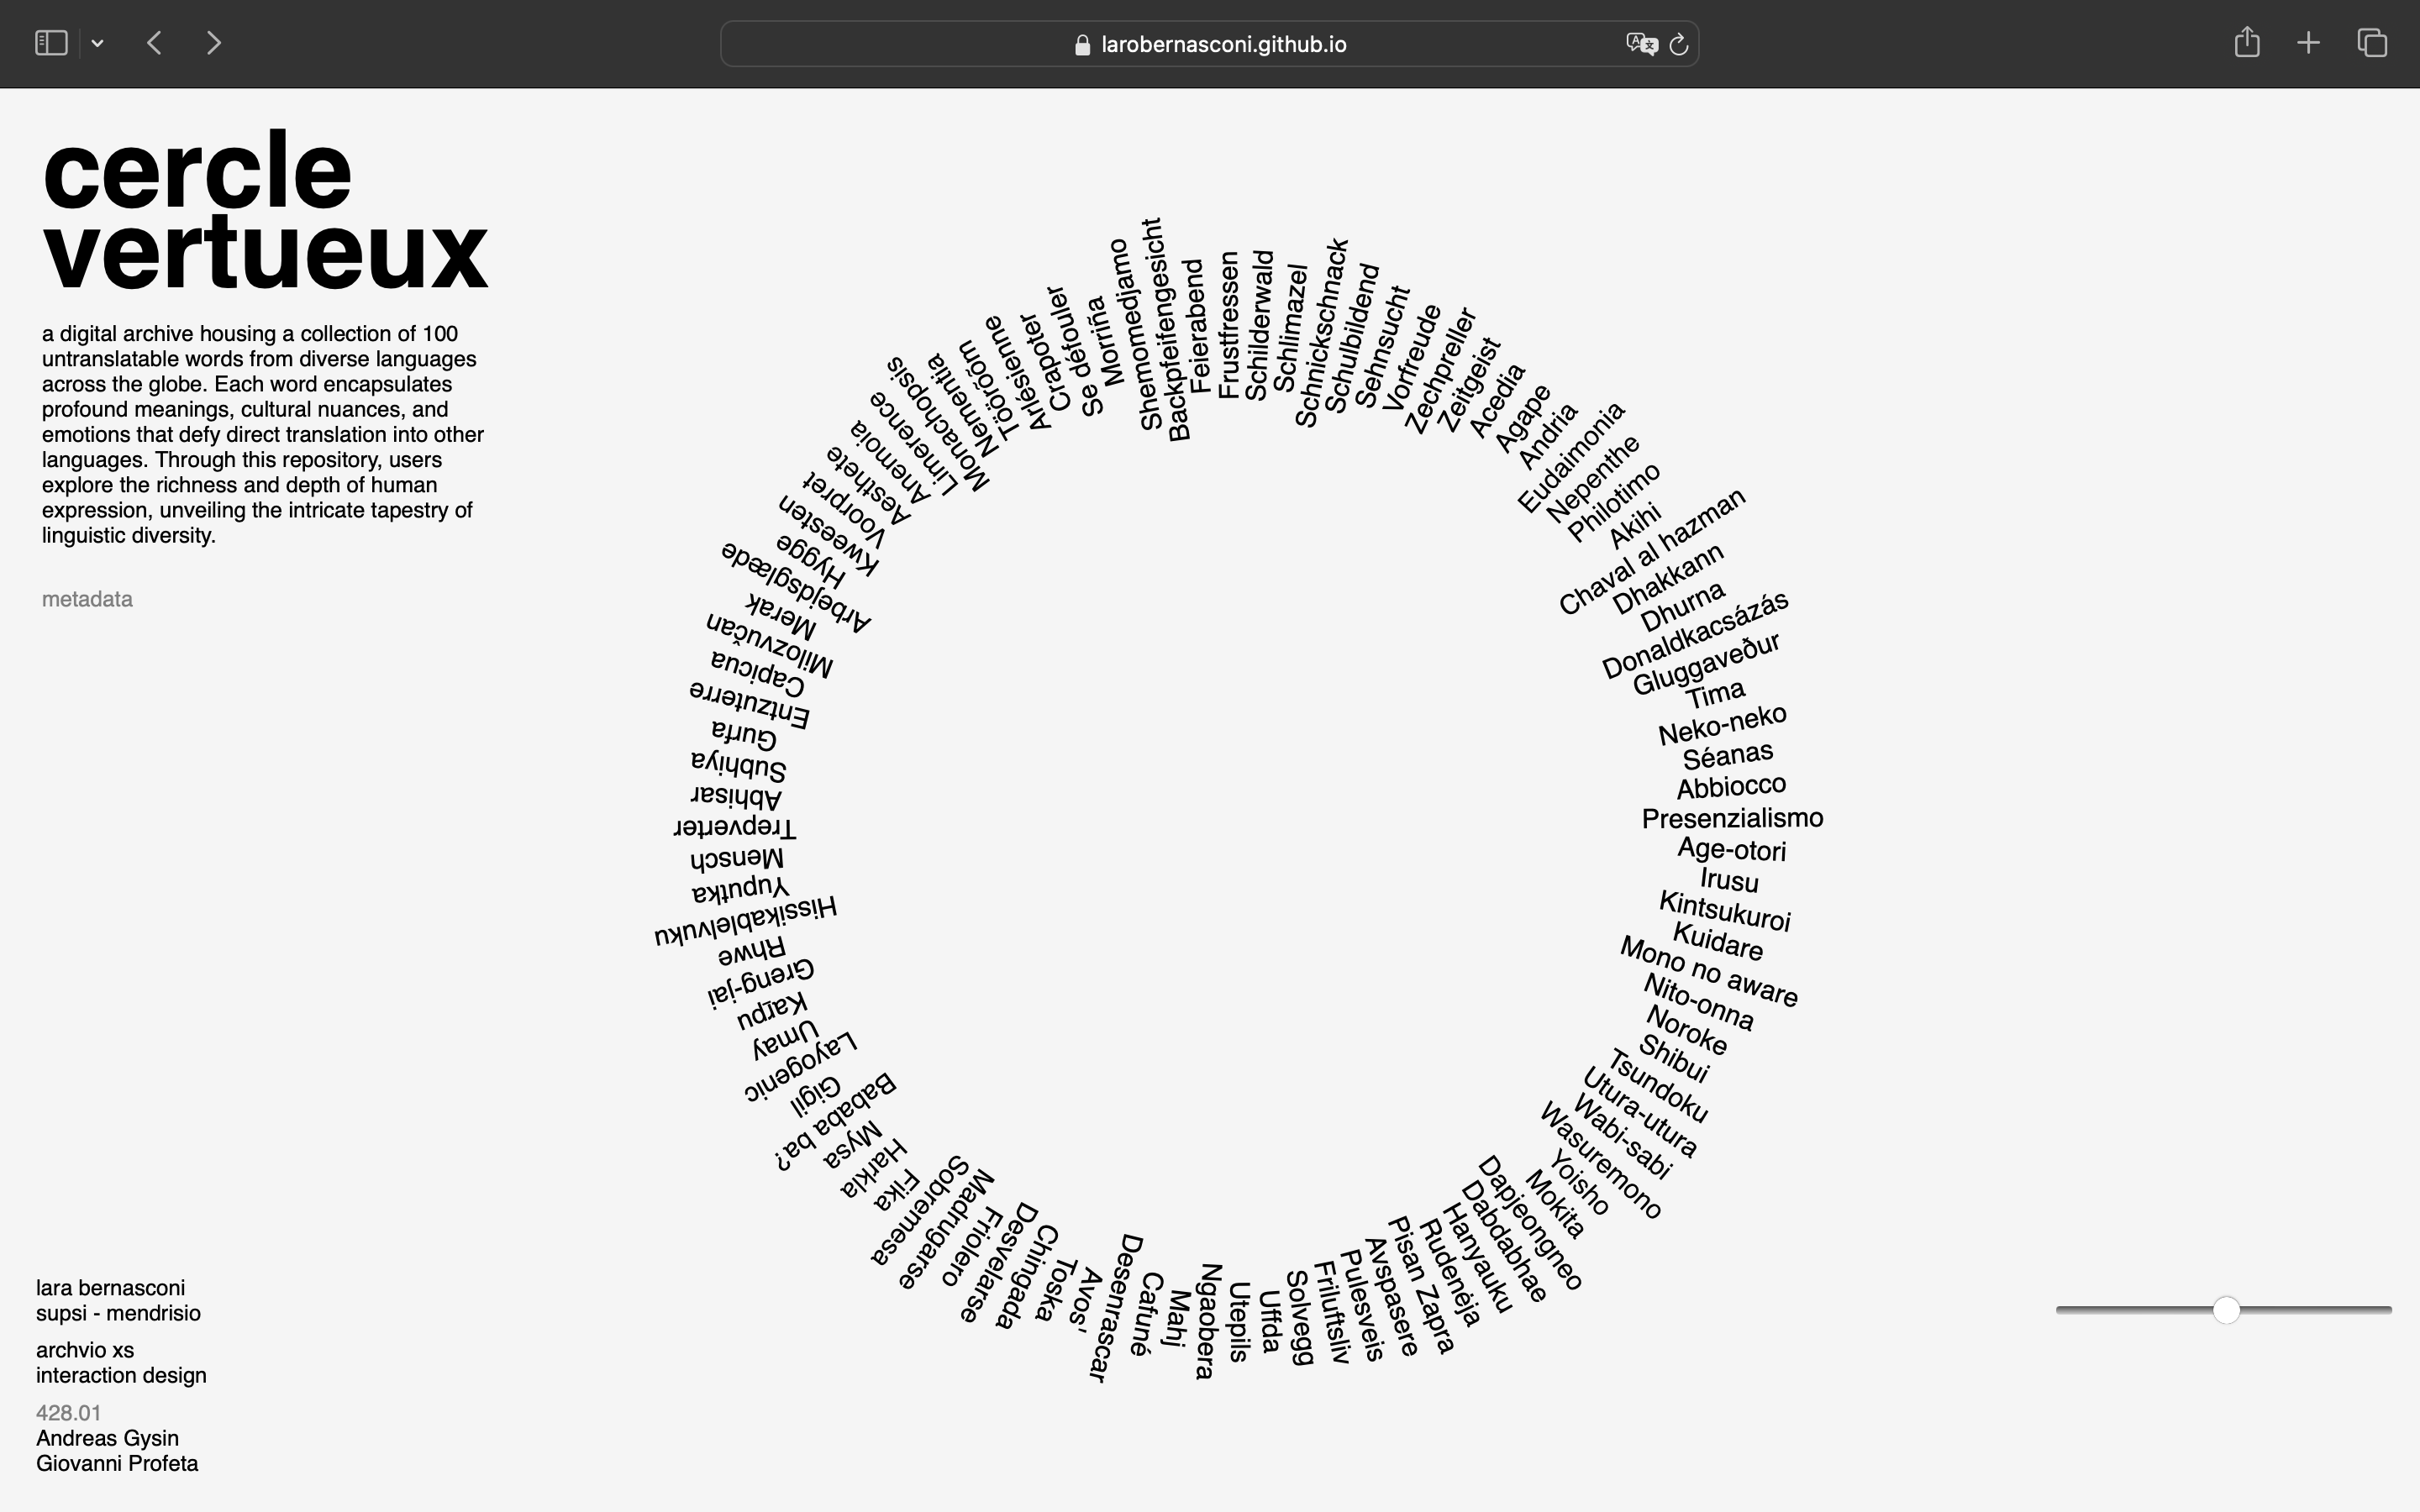 larobernasconi.github.io
cercle
vertueux
a digital archive housing a collection of 100
untranslatable words from diverse languages
across the globe. Each word encapsulates
profound meanings, cultural nuances, and
emotions that defy direct translation into other
languages. Through this repository, users
explore the richness and depth of human
expression, unveiling the intricate tapestry of
linguistic diversity.
metadata
Backpfeifengesicht
Feierabend
Frustfressen
Schilderwald
Schlimazel
Schnickschnack
Schulbildend
Sehnsucht
Vorfreude
Zechpreller
Zeitgeist
Acedia
Agape
Andria
Eudaimonia
Nepenthe
Philotimo
Akihi
Chaval al hazman
Dhakkann
Dhurna
Donaldkacsázás
Gluggaveður
Tima
Neko-neko
Séanas
Abbiocco
Presenzialismo
Age-otori
Irusu
Kintsukuroi
Kuidare
Mono no aware
Nito-onna
Noroke
Shibui
Tsundoku
Utura-utura
Wabi-sabi
Wasuremono
Yoisho
Mokita
Dapjeongneo
Dabdabhae
Hanyauku
Rudenėja
Pisan Zapra
Avspasere
Pulesveis
Friluftsliv
Solvegg
Uffda
Utepils
Ngaobera
Mahj
Cafuné
Desenrascar
Avos'
Toska
Chingada
Desvelarse
Friolero
Madrugarse
Sobremesa
Fika
Harkla
Mysa
Bababa ba?
Gigil
Layogenic
Umay
Karpu
Greng-jai
Rhwe
Hissikablelvuku
Yuputka
Mensch
Trepverter
Abhisar
Subhiya
Gurfa
Entzuterre
Capicua
Milozvučan
Merak
Arbejdsglæde
Hygge
Kweesten
Voorpret
Aesthete
Anemoia
Limerence
Monachopsis
Nementia
Töörõõm
Arlésienne
Crapoter
Se défouler
Morriña
Shemomedjamo
lara bernasconi
supsi - mendrisio
archvio xs
interaction design
428.01
Andreas Gysin
Giovanni Profeta